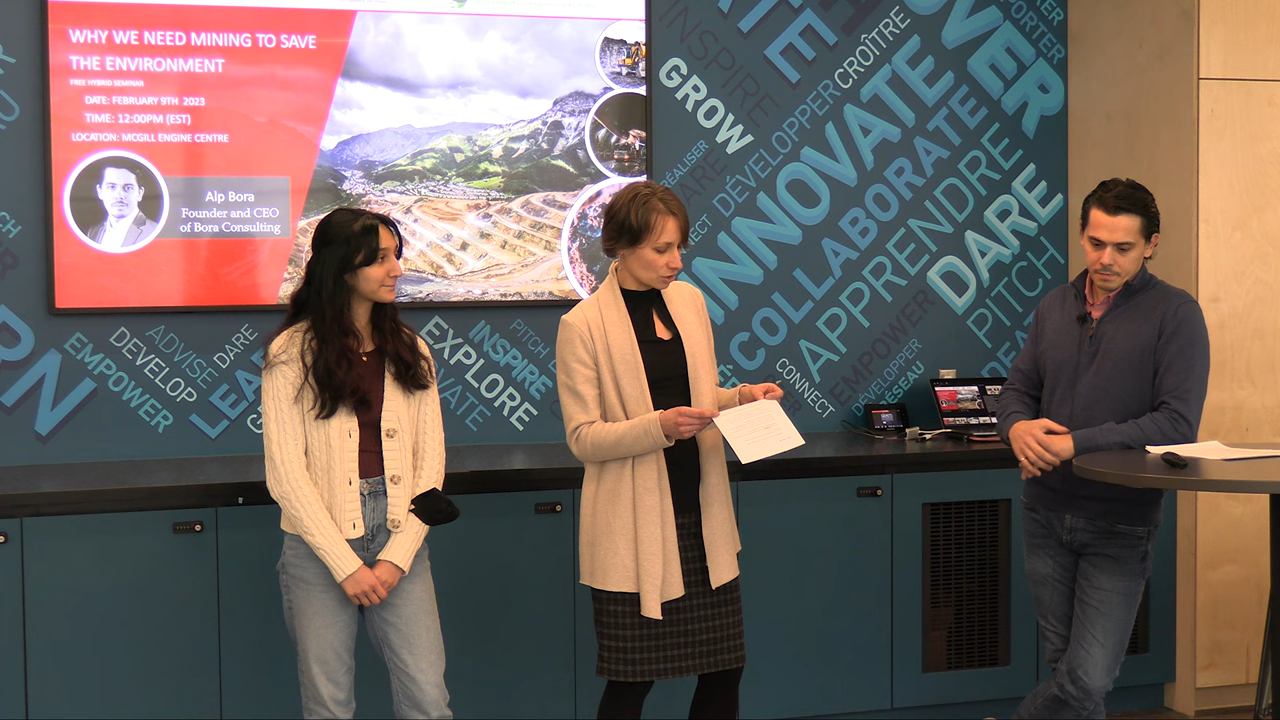 WHY WE NEED MINING TO SAVE
THE ENVIRONMENT
FREE HYBRID SEMINAR
DATE: FEBRUARY 9TH 2023
TIME: 12:00PM (EST)
LOCATION: MCGILL ENGINE CENTRE
Alp Bora
Founder and CEO
of Bora Consulting
INSPIRE
GROW
DÉVELOPPER
CROÎTRE
INNOVATE
COLLABORATE
APPRENDRE
DARE
PITCH
EMPOWER
CONNECT
DÉVELOPPER
RÉSEAU
RÉALISER
EMPOWER
DEVELOP
ADVISE
DARE
EXPLORE
INSPIRE
PITCH